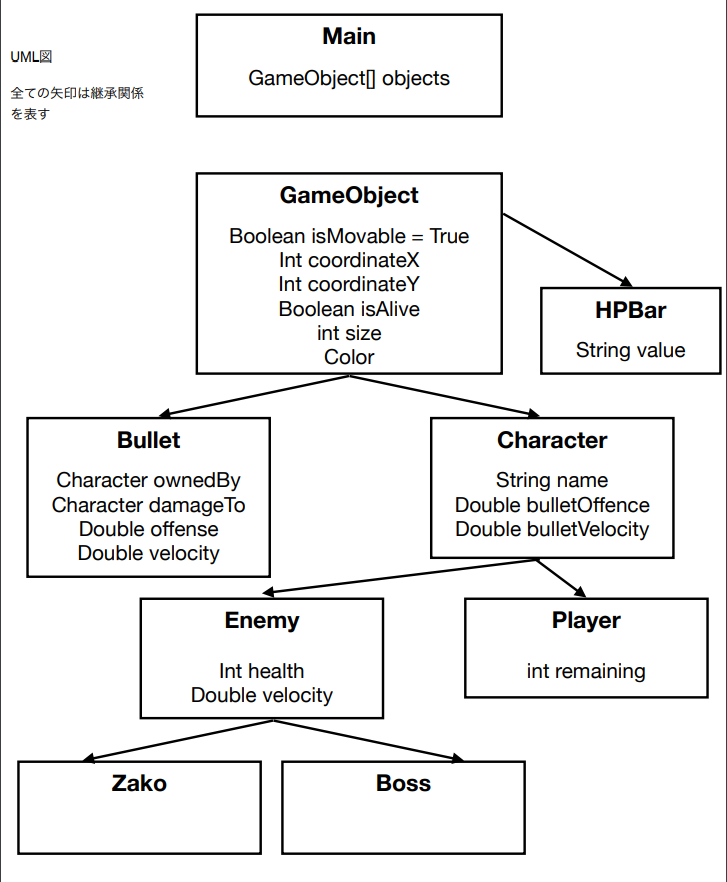 UML図
全ての矢印は継承関係
を表す
Main
GameObject[] objects
GameObject
Boolean isMovable = True
Int coordinateX
Int coordinateY
Boolean isAlive
int size
Color
HPBar
String value
Bullet
Character ownedBy
Character damageTo
Double offense
Double velocity
Character
String name
Double bulletOffence
Double bulletVelocity
Enemy
Int health
Double velocity
Player
int remaining
Zako
Boss